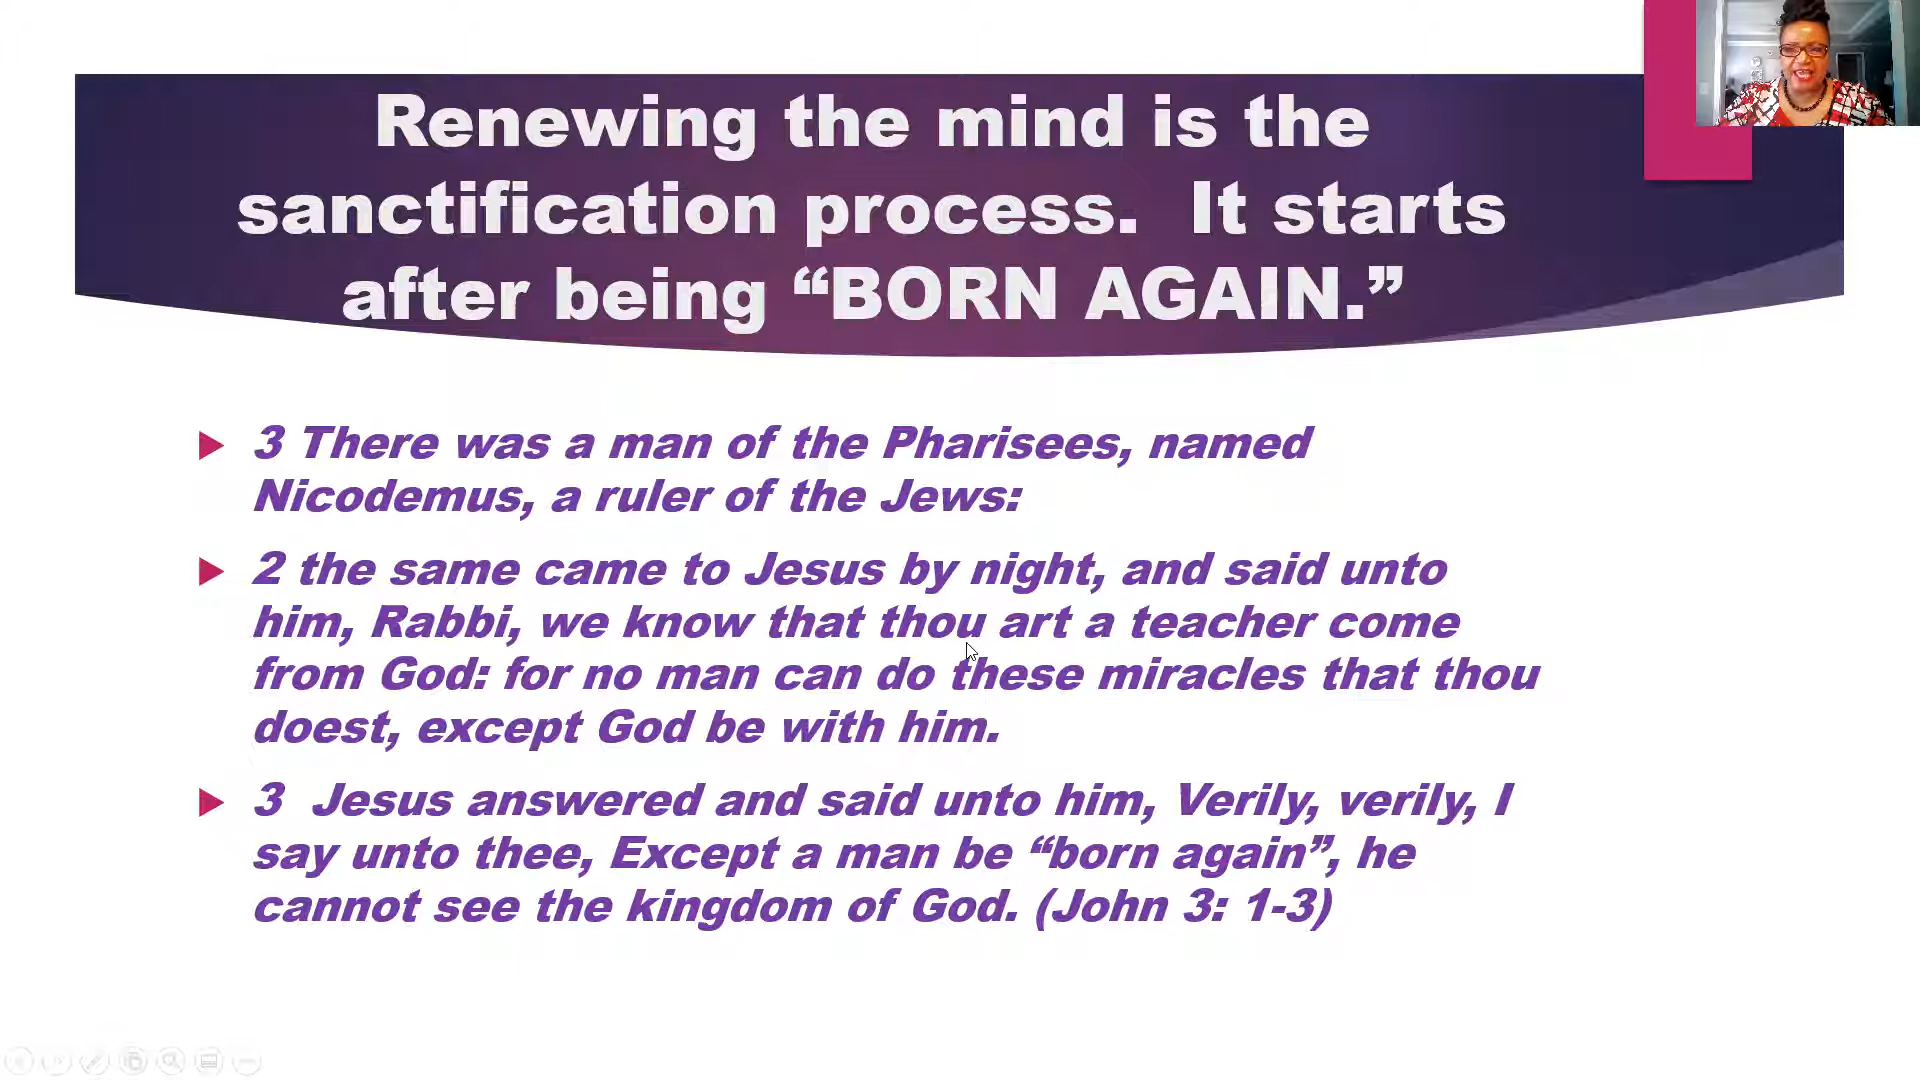 Renewing the mind is the
sanctification process.  It starts
after being “BORN AGAIN.”
3 There was a man of the Pharisees, named
Nicodemus, a ruler of the Jews:
2 the same came to Jesus by night, and said unto
him, Rabbi, we know that thou art a teacher come
from God: for no man can do these miracles that thou
doest, except God be with him.
3  Jesus answered and said unto him, Verily, verily, I
say unto thee, Except a man be “born again”, he
cannot see the kingdom of God. (John 3: 1-3)